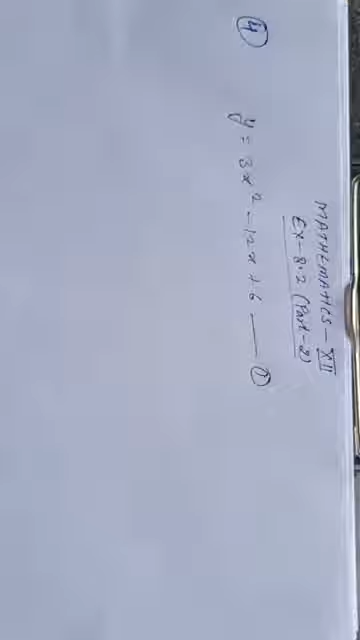 MATHEMATICS - XII
Ex - 8.2 (Part - 2)
4
y = 3x² - 12x + 6 — ①